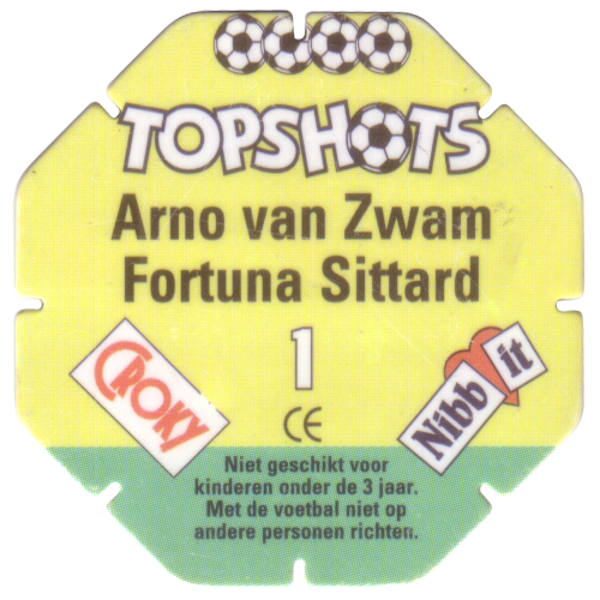 TOPSHOTS
Arno van Zwam
Fortuna Sittard
1
CROKY
Nibb it
CE
Niet geschikt voor
kinderen onder de 3 jaar.
Met de voetbal niet op
andere personen richten.